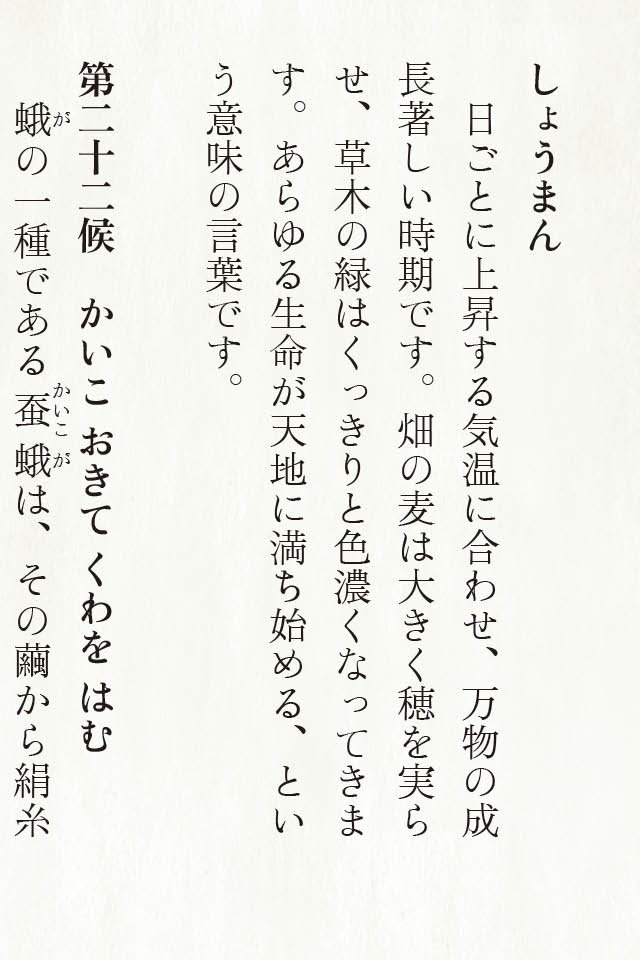 しょうまん
日ごとに上昇する気温に合わせ、万物の成
長著しい時期です。畑の麦は大きく穂を実ら
せ、草木の緑はくっきりと色濃くなってきま
す。あらゆる生命が天地に満ち始める、とい
う意味の言葉です。
第二十二候　かいこ おきて くわを はむ
蛾の一種である蚕蛾は、その繭から絹糸
が
かいこが